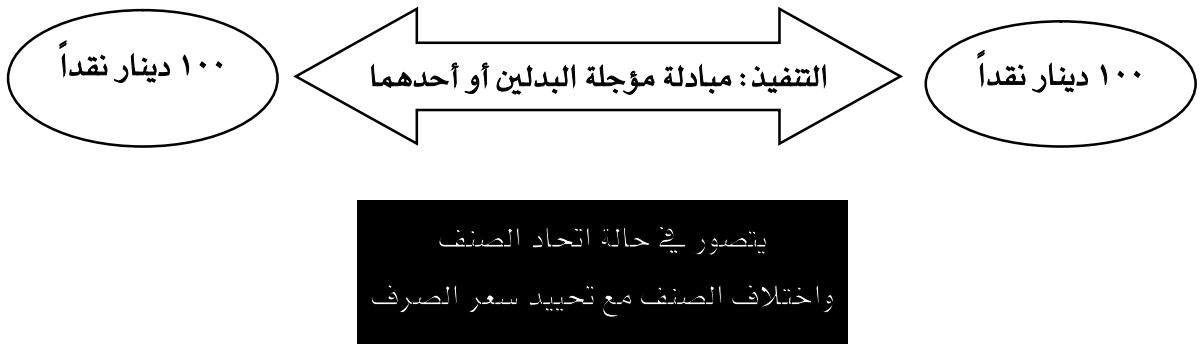 ١٠٠ دينار نقداً
التنفيذ: مبادلة مؤجلة البدلين أو أحدهما
١٠٠ دينار نقداً
يتصور في حالة اتحاد الصنف
واختلاف الصنف مع تحييد سعر الصرف